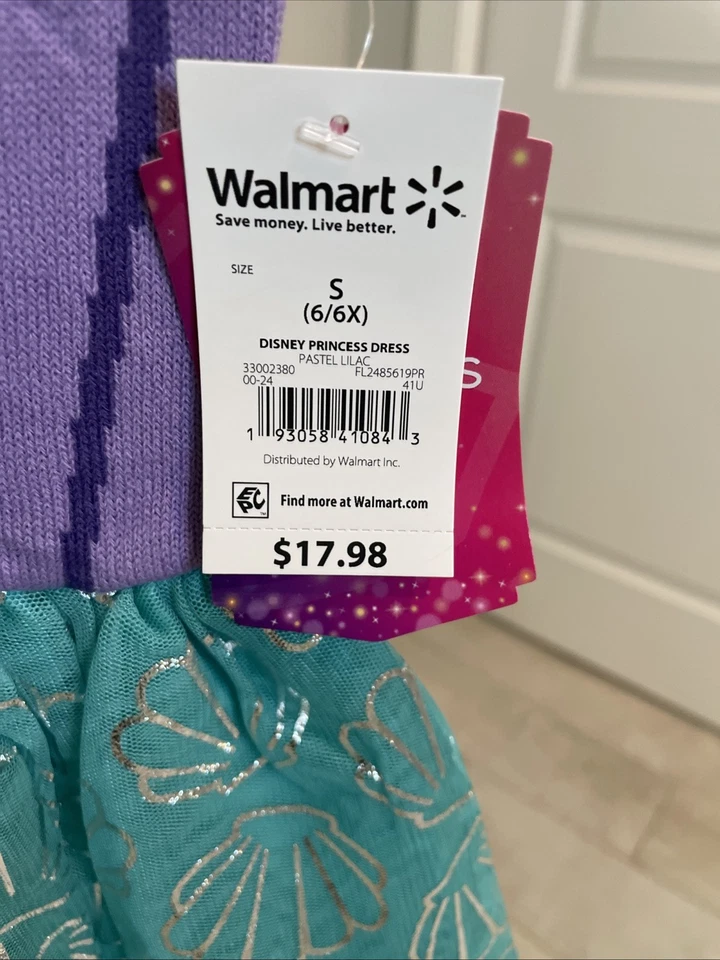 Walmart
Save money. Live better.
SIZE
S
(6/6X)
DISNEY PRINCESS DRESS
PASTEL LILAC
33002380 FL2485619PR
00-24 41U
1 93058 41084 3
Distributed by Walmart Inc.
EPC Find more at Walmart.com
$17.98